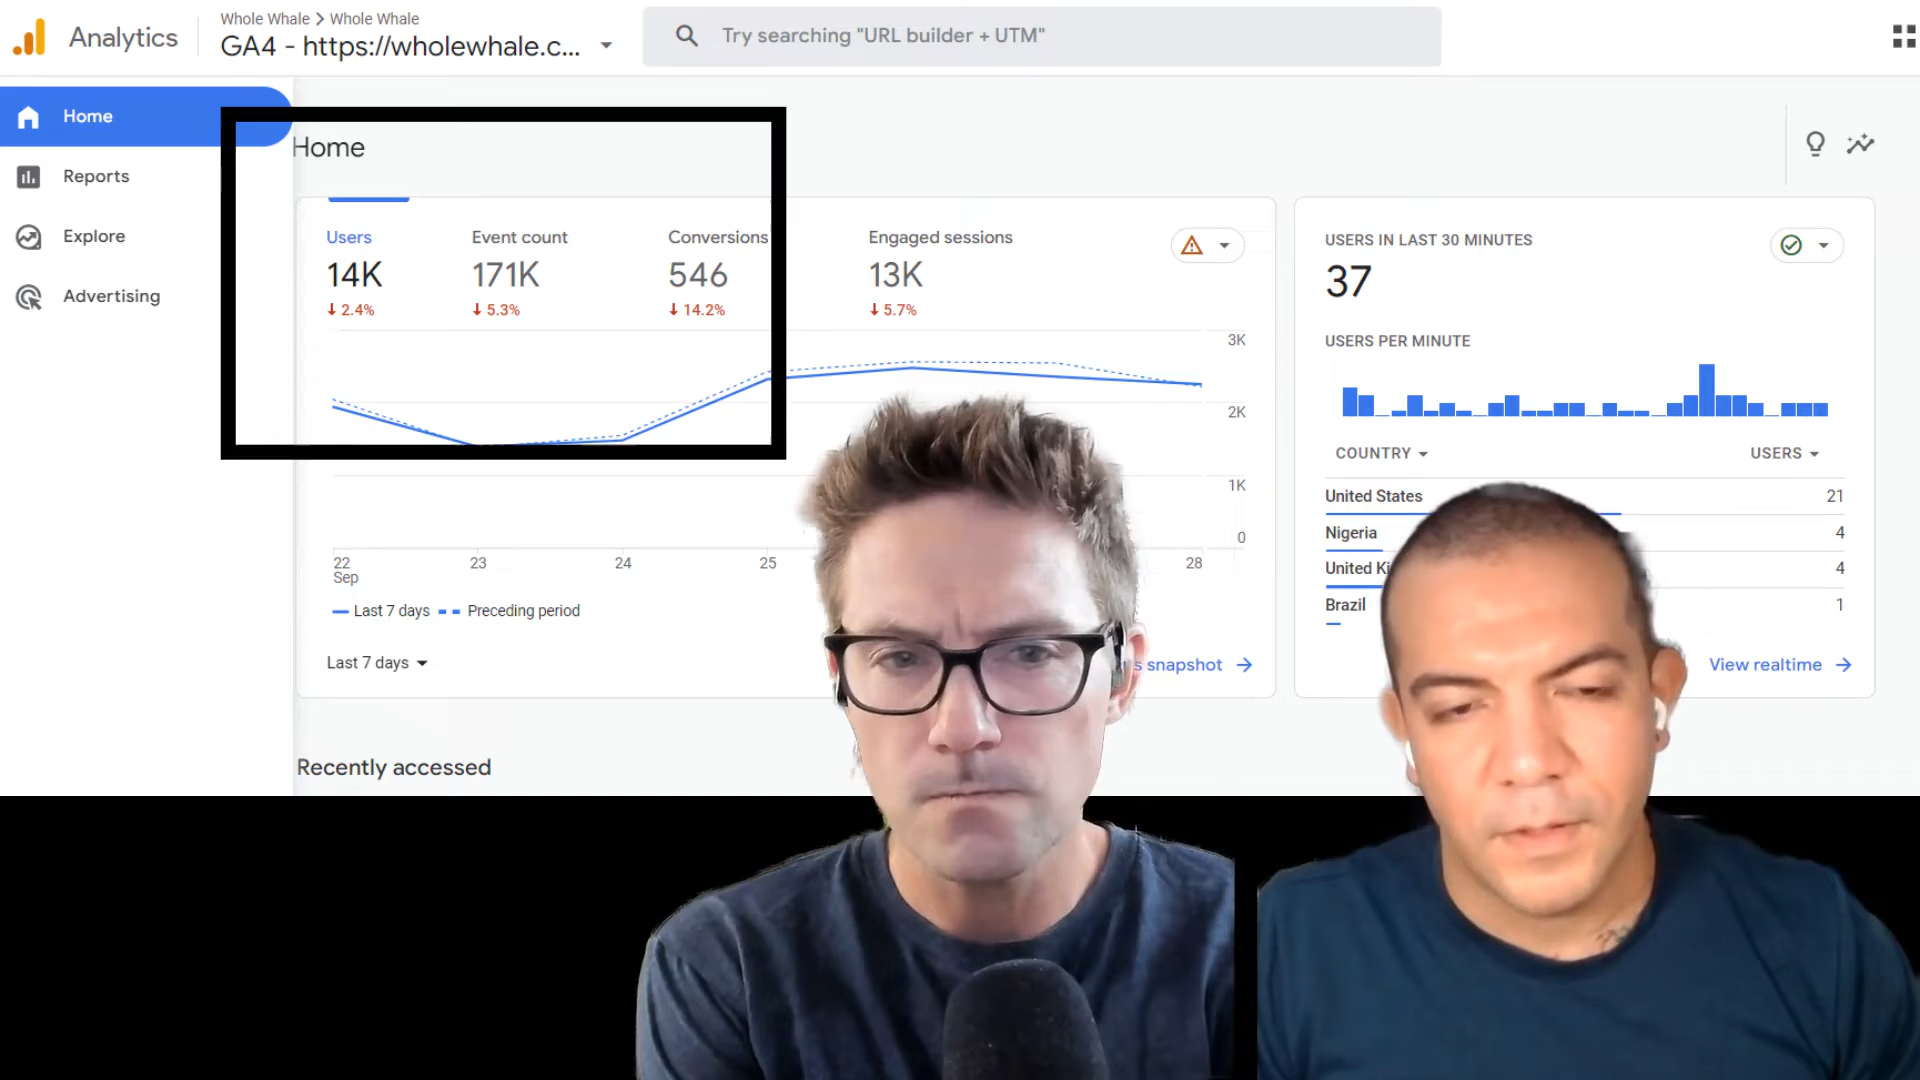 Analytics
Whole Whale > Whole Whale
GA4 - https://wholewhale.c...
Try searching "URL builder + UTM"
Home
Reports
Explore
Advertising
Home
Users
14K
2.4%
Event count
171K
5.3%
Conversions
546
14.2%
Engaged sessions
13K
5.7%
3K
2K
1K
0
22
Sep
23
24
25
28
Last 7 days
Preceding period
Last 7 days
snapshot
USERS IN LAST 30 MINUTES
37
USERS PER MINUTE
COUNTRY
USERS
United States
21
Nigeria
4
United
4
Brazil
1
View realtime
Recently accessed